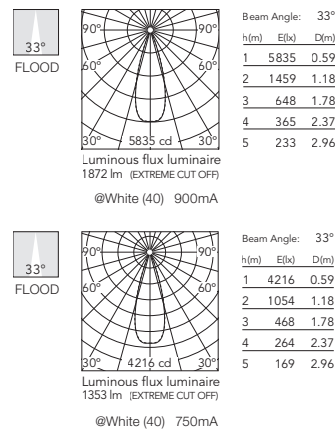 33°
FLOOD
90° 90°
60° 60°
30° 5835 cd 30°
Luminous flux luminaire
1872 lm (EXTREME CUT OFF)
@White (40) 900mA
Beam Angle: 33°
h(m) E(lx) D(m)
1 5835 0.59
2 1459 1.18
3 648 1.78
4 365 2.37
5 233 2.96
33°
FLOOD
90° 90°
60° 60°
30° 4216 cd 30°
Luminous flux luminaire
1353 lm (EXTREME CUT OFF)
@White (40) 750mA
Beam Angle: 33°
h(m) E(lx) D(m)
1 4216 0.59
2 1054 1.18
3 468 1.78
4 264 2.37
5 169 2.96